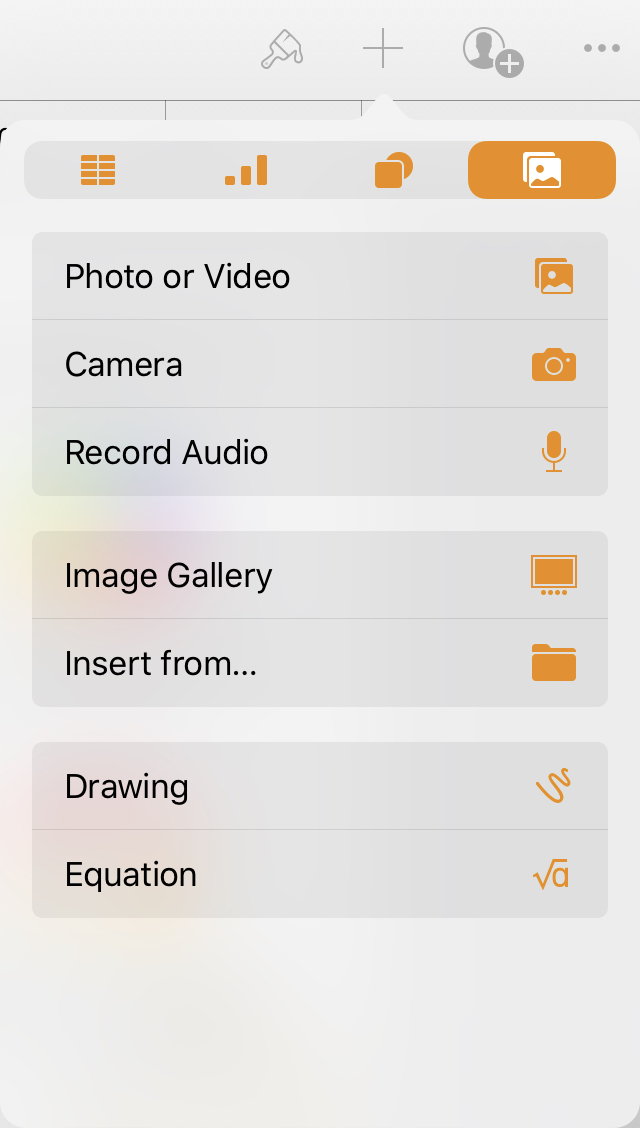 Photo or Video
Camera
Record Audio
Image Gallery
Insert from...
Drawing
Equation
√a